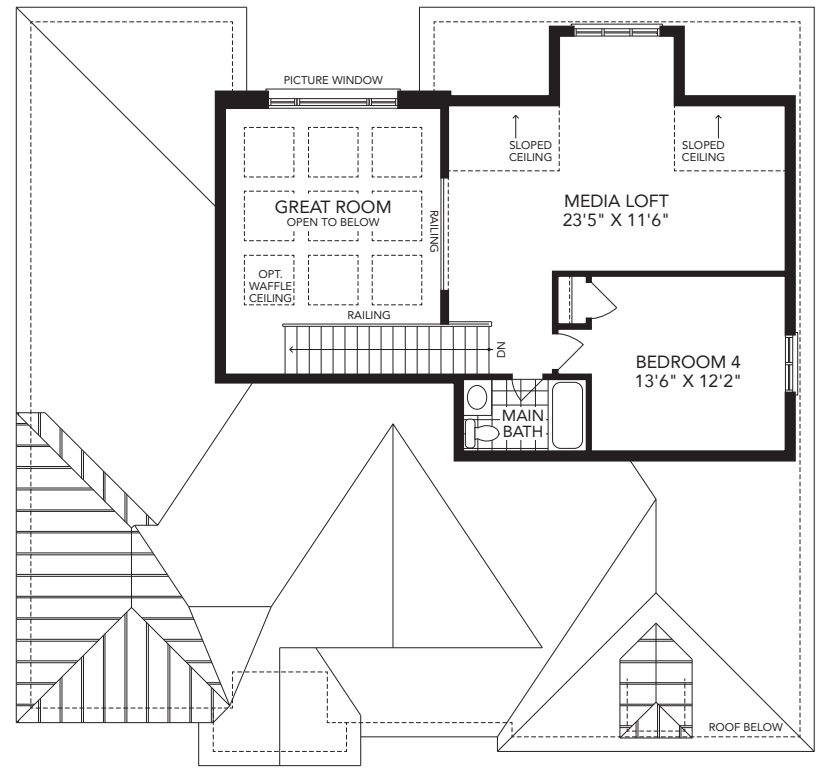 PICTURE WINDOW
SLOPED
CEILING
SLOPED
CEILING
GREAT ROOM
OPEN TO BELOW
RAILING
MEDIA LOFT
23'5" X 11'6"
OPT.
WAFFLE
CEILING
RAILING
DN
BEDROOM 4
13'6" X 12'2"
MAIN
BATH
ROOF BELOW